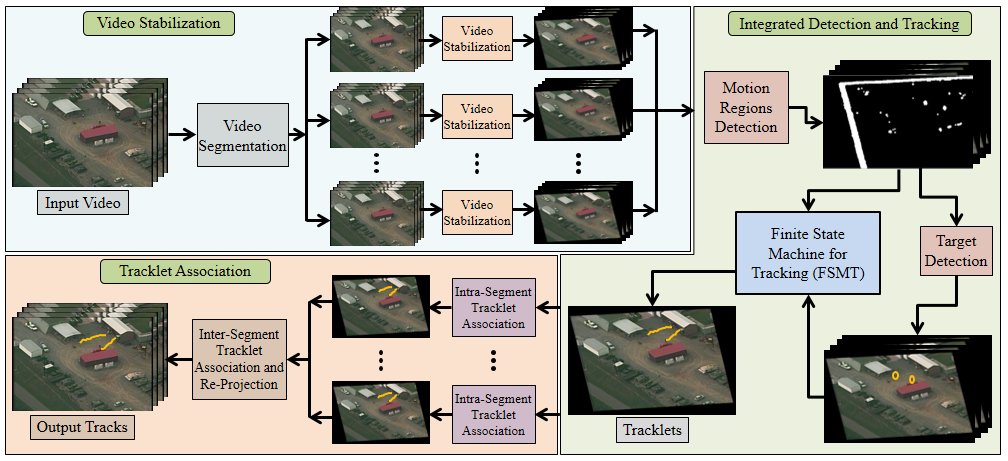 Video Stabilization
Input Video
Video
Segmentation
Video
Stabilization
Video
Stabilization
Video
Stabilization
Integrated Detection and Tracking
Motion
Regions
Detection
Finite State
Machine for
Tracking (FSMT)
Target
Detection
Tracklets
Tracklet Association
Intra-Segment
Tracklet
Association
Intra-Segment
Tracklet
Association
Inter-Segment
Tracklet
Association and
Re-Projection
Output Tracks